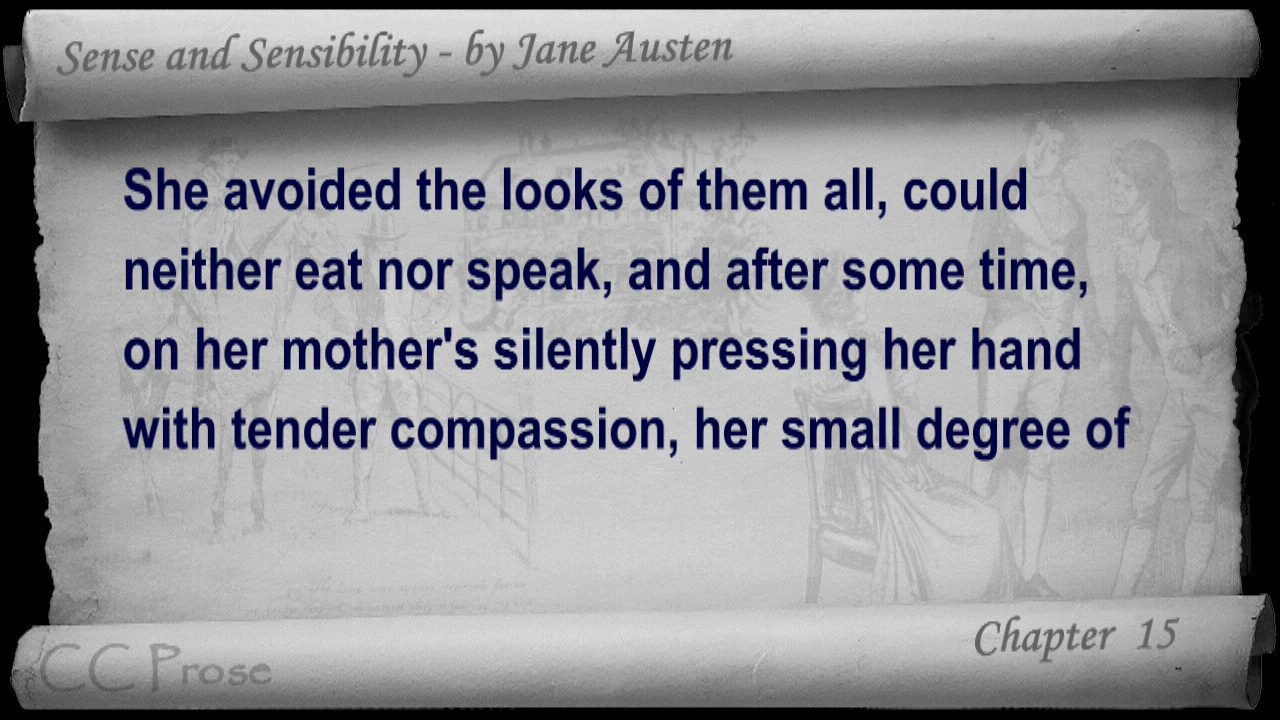 Sense and Sensibility - by Jane Austen
She avoided the looks of them all, could
neither eat nor speak, and after some time,
on her mother's silently pressing her hand
with tender compassion, her small degree of
Chapter 15
CC Prose